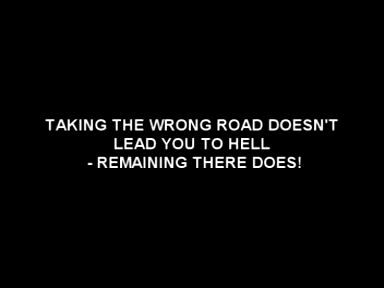 TAKING THE WRONG ROAD DOESN'T
LEAD YOU TO HELL
- REMAINING THERE DOES!